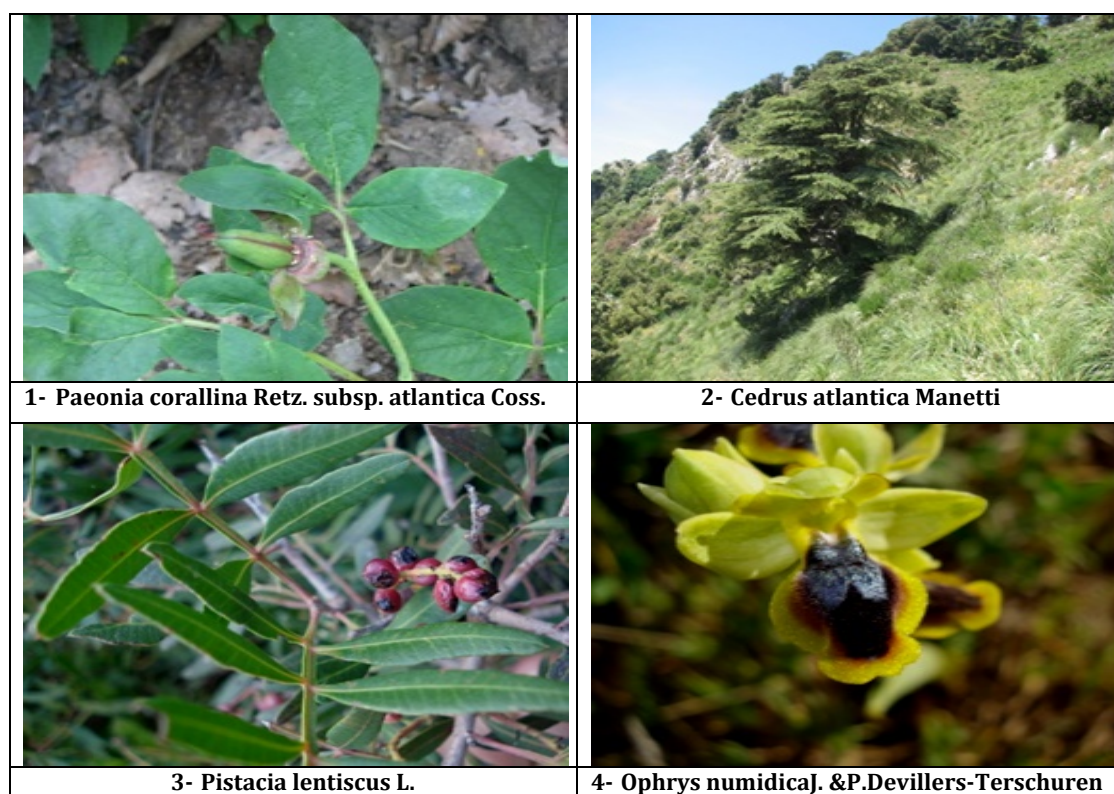 1- Paeonia corallina Retz. subsp. atlantica Coss.
2- Cedrus atlantica Manetti
3- Pistacia lentiscus L.
4- Ophrys numidicaJ. &P.Devillers-Terschuren